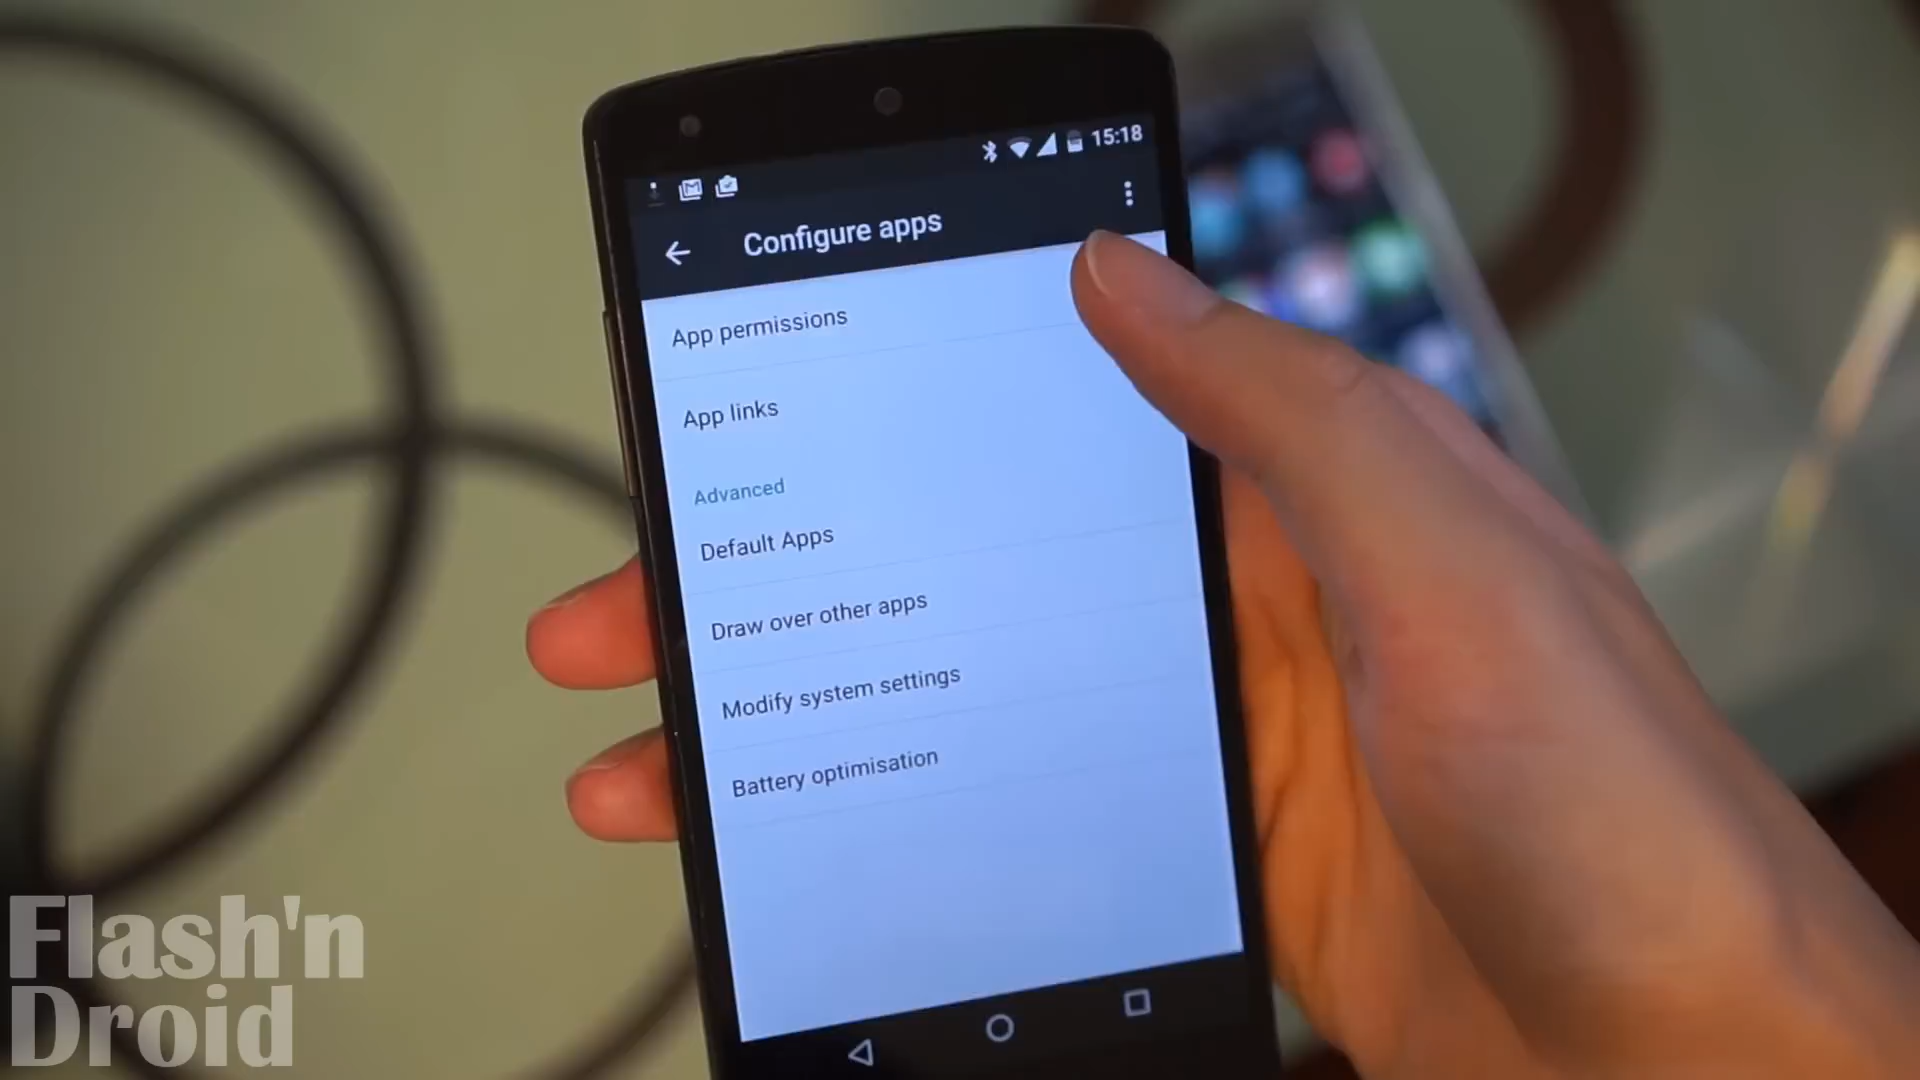 15:18
Configure apps
App permissions
App links
Advanced
Default Apps
Draw over other apps
Modify system settings
Battery optimisation
Flash'n
Droid